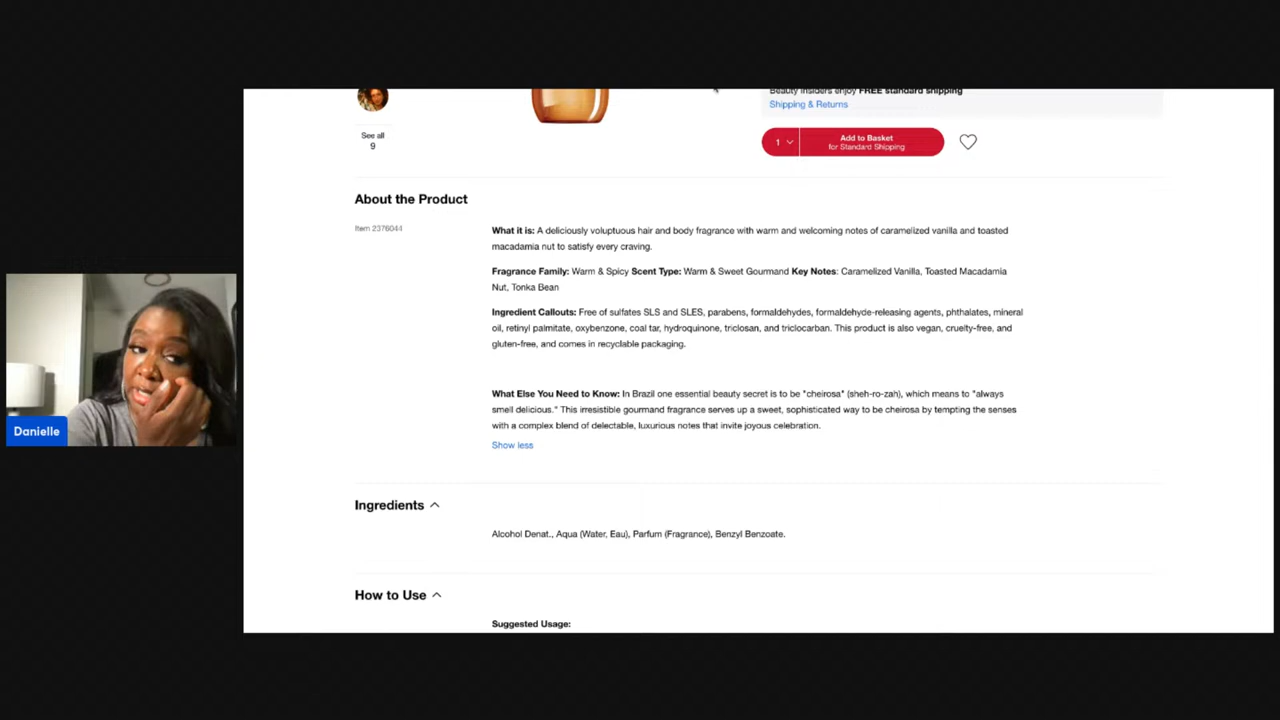 Beauty Insiders enjoy FREE standard shipping
Shipping & Returns
See all
9
1
Add to Basket
for Standard Shipping
About the Product
Item 2376044
What it is: A deliciously voluptuous hair and body fragrance with warm and welcoming notes of caramelized vanilla and toasted
macadamia nut to satisfy every craving.
Fragrance Family: Warm & Spicy Scent Type: Warm & Sweet Gourmand Key Notes: Caramelized Vanilla, Toasted Macadamia
Nut, Tonka Bean
Ingredient Callouts: Free of sulfates SLS and SLES, parabens, formaldehydes, formaldehyde-releasing agents, phthalates, mineral
oil, retinyl palmitate, oxybenzone, coal tar, hydroquinone, triclosan, and triclocarban. This product is also vegan, cruelty-free, and
gluten-free, and comes in recyclable packaging.
What Else You Need to Know: In Brazil one essential beauty secret is to be "cheirosa" (sheh-ro-zah), which means to "always
smell delicious." This irresistible gourmand fragrance serves up a sweet, sophisticated way to be cheirosa by tempting the senses
with a complex blend of delectable, luxurious notes that invite joyous celebration.
Danielle
Show less
Ingredients
Alcohol Denat., Aqua (Water, Eau), Parfum (Fragrance), Benzyl Benzoate.
How to Use
Suggested Usage: